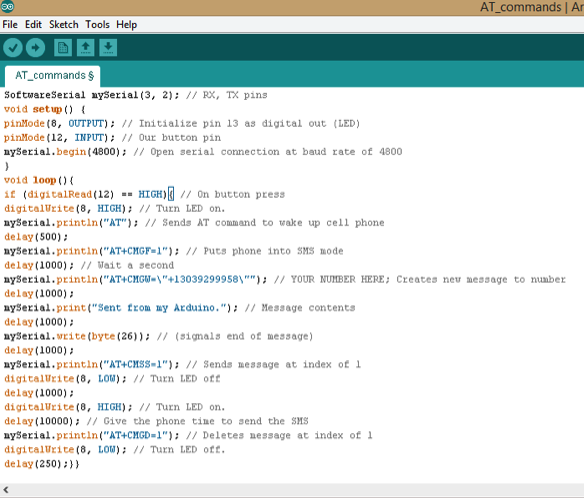 AT_commands | Ar
File Edit Sketch Tools Help
AT_commands §
SoftwareSerial mySerial(3, 2); // RX, TX pins
void setup() {
pinMode(8, OUTPUT); // Initialize pin 13 as digital out (LED)
pinMode(12, INPUT); // Our button pin
mySerial.begin(4800); // Open serial connection at baud rate of 4800
}
void loop(){
if (digitalRead(12) == HIGH){ // On button press
digitalWrite(8, HIGH); // Turn LED on.
mySerial.println("AT"); // Sends AT command to wake up cell phone
delay(500);
mySerial.println("AT+CMGF=1"); // Puts phone into SMS mode
delay(1000); // Wait a second
mySerial.println("AT+CMGW=\"+13039299958\""); // YOUR NUMBER HERE; Creates new message to number
delay(1000);
mySerial.print("Sent from my Arduino."); // Message contents
delay(1000);
mySerial.write(byte(26)); // (signals end of message)
delay(1000);
mySerial.println("AT+CMSS=1"); // Sends message at index of 1
digitalWrite(8, LOW); // Turn LED off
delay(1000);
digitalWrite(8, HIGH); // Turn LED on.
delay(10000); // Give the phone time to send the SMS
mySerial.println("AT+CMGD=1"); // Deletes message at index of 1
digitalWrite(8, LOW); // Turn LED off.
delay(250);}}